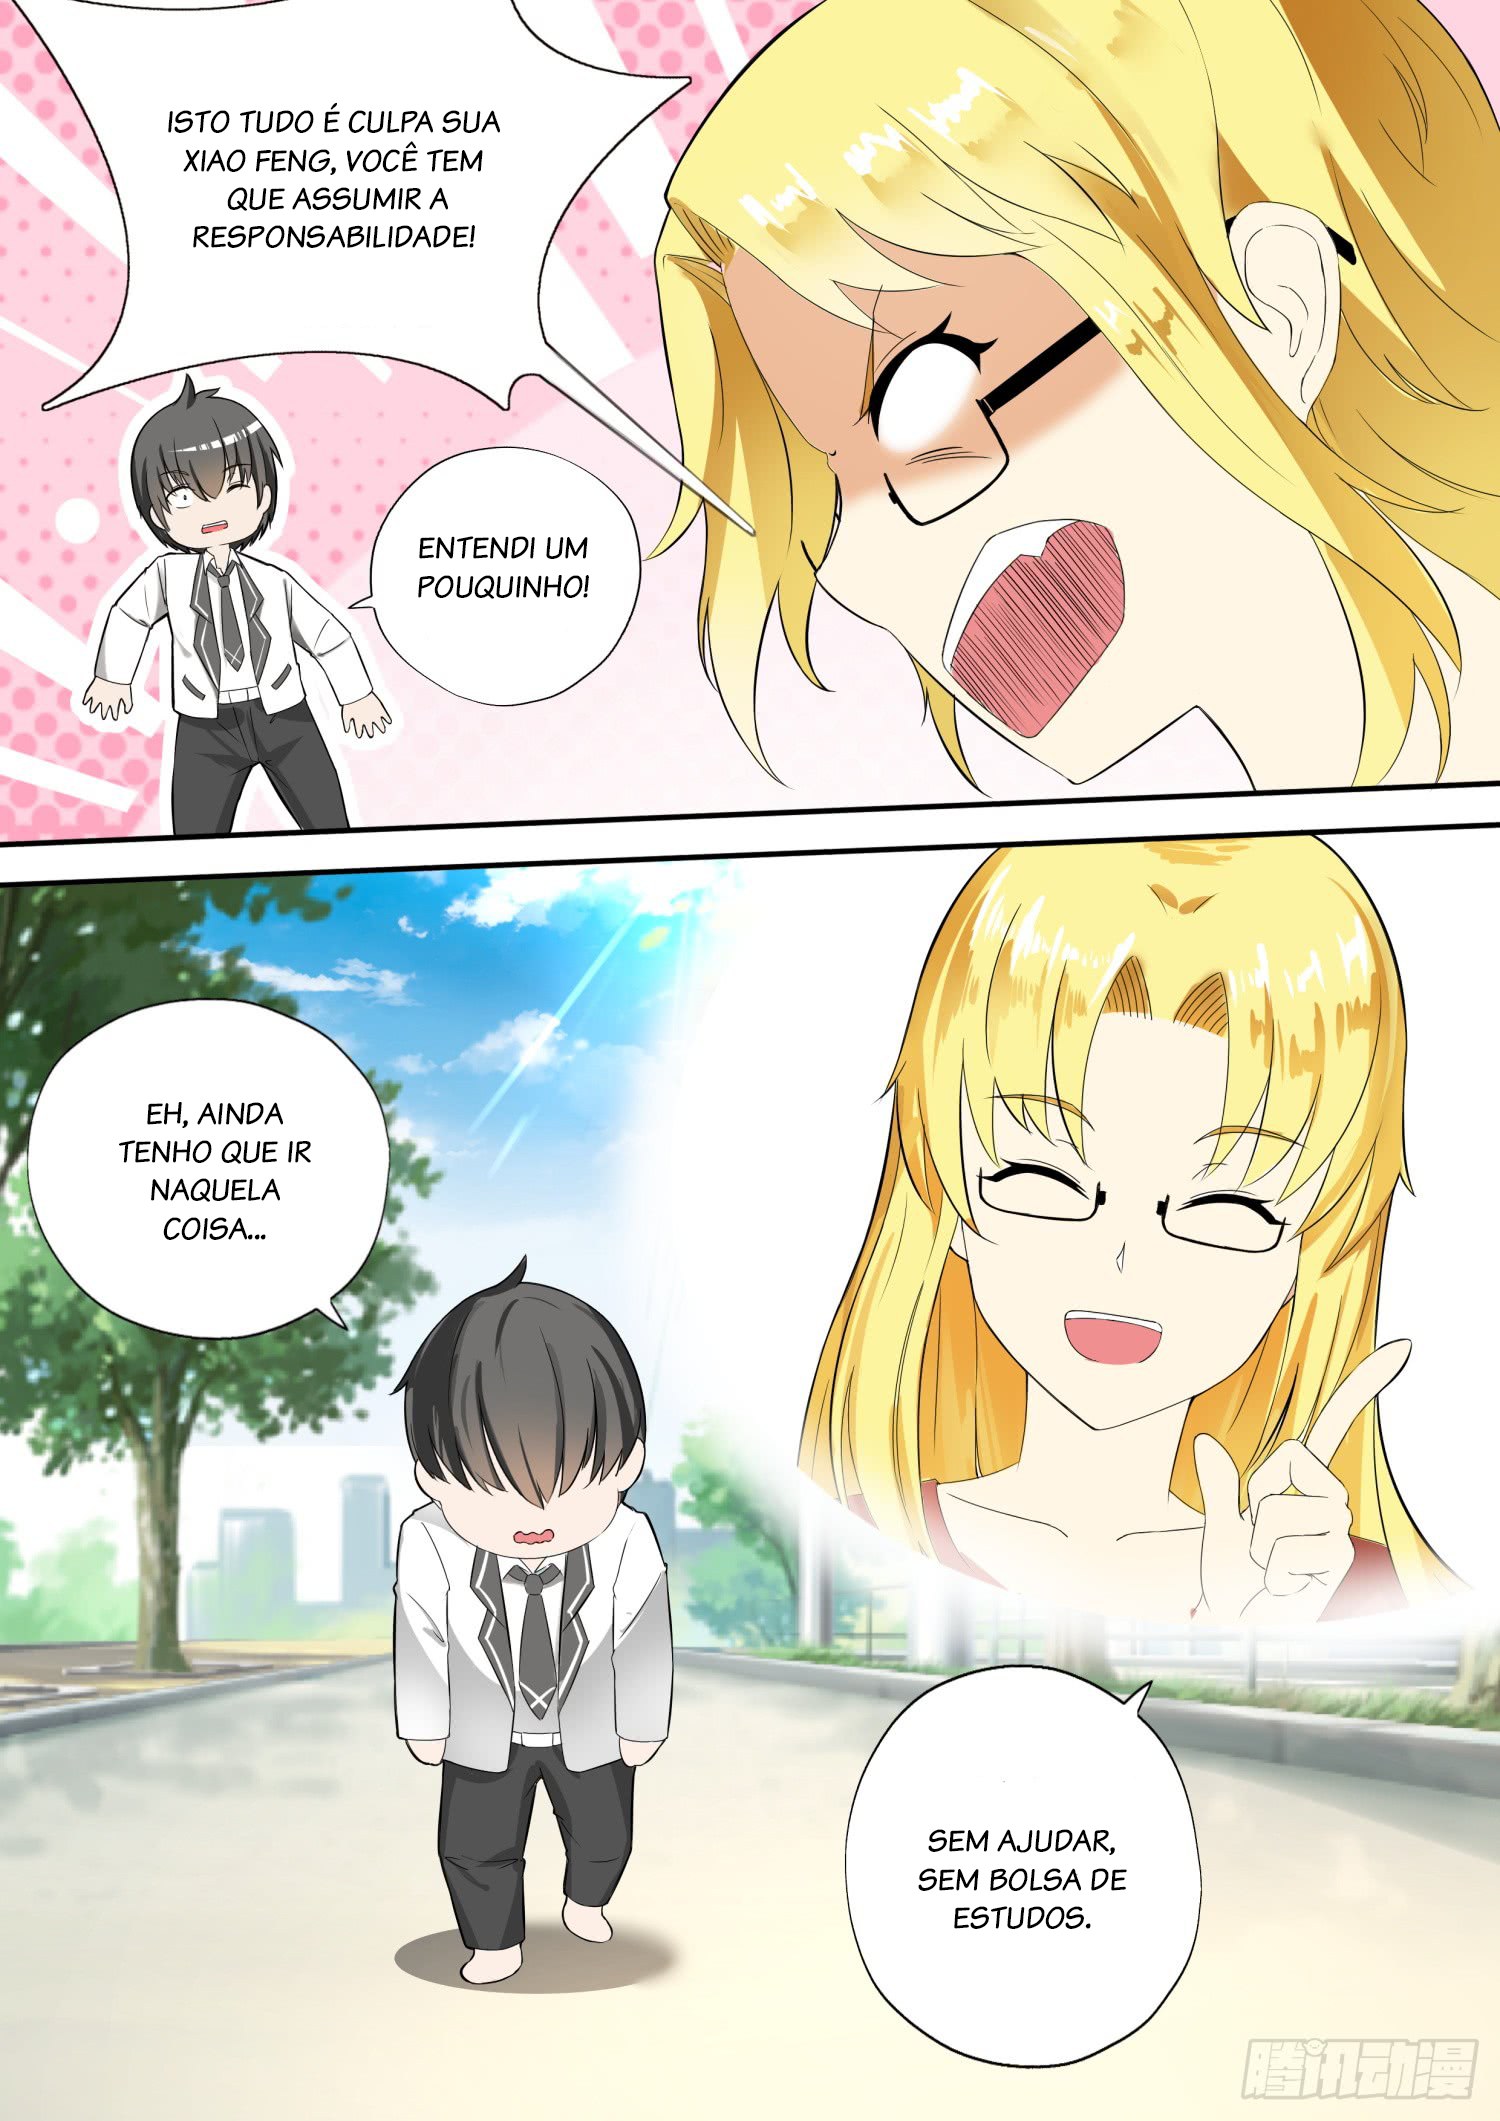 ISTO TUDO É CULPA SUA
XIAO FENG, VOCÊ TEM
QUE ASSUMIR A
RESPONSABILIDADE!
ENTENDI UM
POUQUINHO!
EH, AINDA
TENHO QUE IR
NAQUELA
COISA...
SEM AJUDAR,
SEM BOLSA DE
ESTUDOS.
腾讯动漫